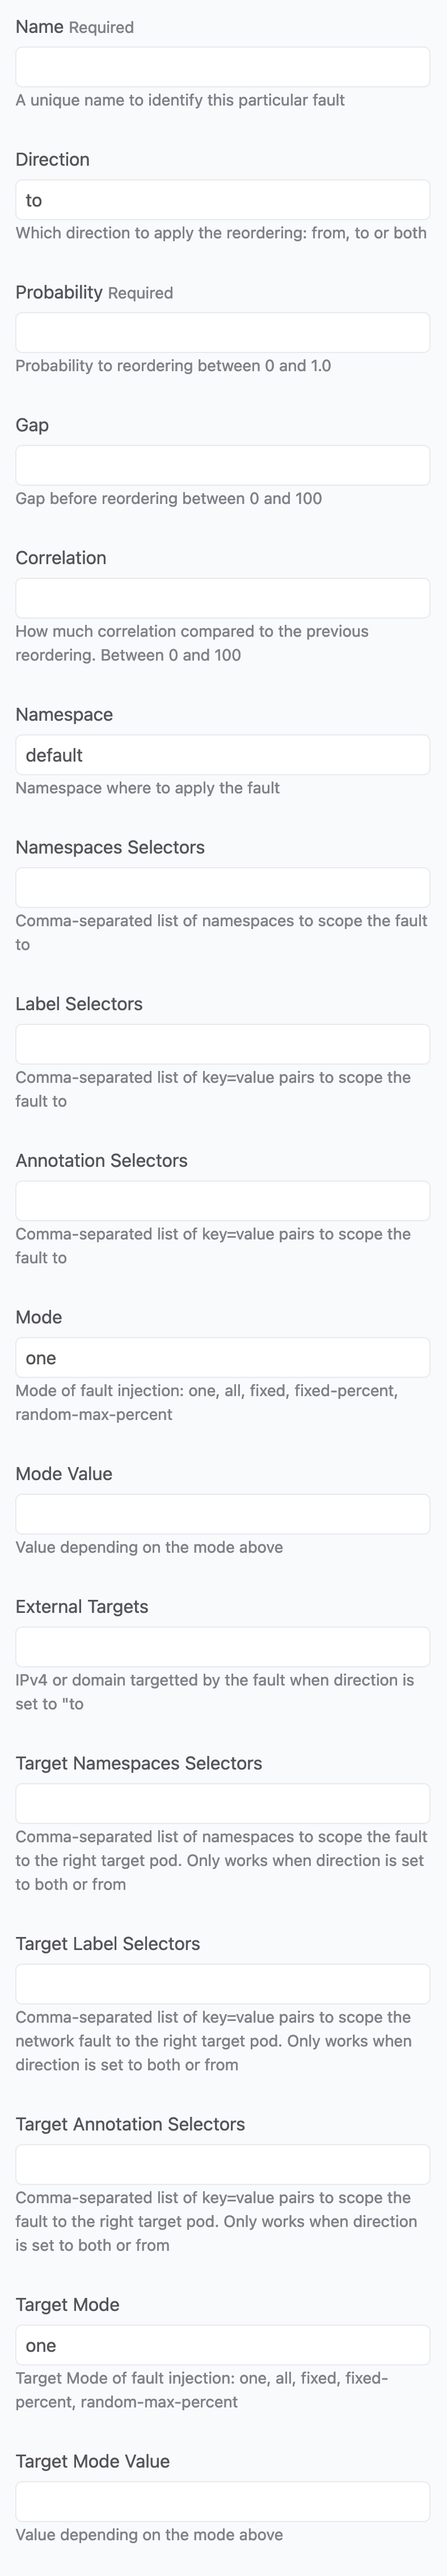 Name Required
A unique name to identify this particular fault
Direction
to
Which direction to apply the reordering: from, to or both
Probability Required
Probability to reordering between 0 and 1.0
Gap
Gap before reordering between 0 and 100
Correlation
How much correlation compared to the previous
reordering. Between 0 and 100
Namespace
default
Namespace where to apply the fault
Namespaces Selectors
Comma-separated list of namespaces to scope the fault
to
Label Selectors
Comma-separated list of key=value pairs to scope the
fault to
Annotation Selectors
Comma-separated list of key=value pairs to scope the
fault to
Mode
one
Mode of fault injection: one, all, fixed, fixed-percent,
random-max-percent
Mode Value
Value depending on the mode above
External Targets
IPv4 or domain targetted by the fault when direction is
set to "to
Target Namespaces Selectors
Comma-separated list of namespaces to scope the fault
to the right target pod. Only works when direction is set
to both or from
Target Label Selectors
Comma-separated list of key=value pairs to scope the
network fault to the right target pod. Only works when
direction is set to both or from
Target Annotation Selectors
Comma-separated list of key=value pairs to scope the
fault to the right target pod. Only works when direction
is set to both or from
Target Mode
one
Target Mode of fault injection: one, all, fixed, fixed-
percent, random-max-percent
Target Mode Value
Value depending on the mode above